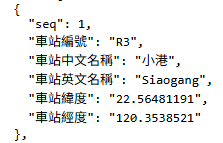 {
"seq": 1,
"車站編號": "R3",
"車站中文名稱": "小港",
"車站英文名稱": "Siaogang",
"車站緯度": "22.56481191",
"車站經度": "120.3538521"
},